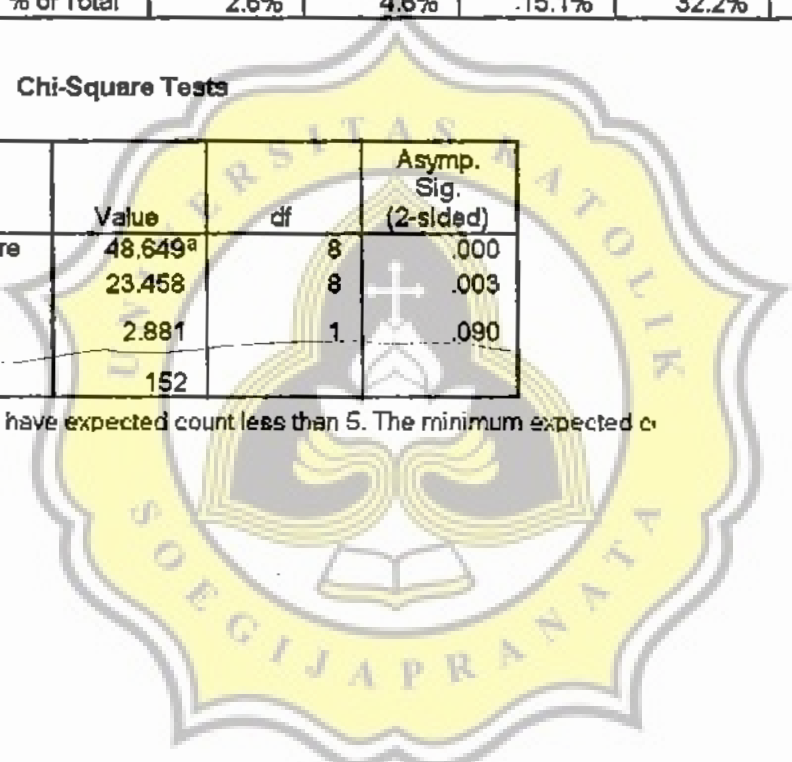 % of Total 2.6% 4.6% 15.1% 32.2%
Chi-Square Tests
Asymp.
Sig.
Value df (2-sided)
re 48.649a 8 .000
23.458 8 .003
2.881 1 .090
152
have expected count less than 5. The minimum expected c
UNIVERSITAS KATOLIK
SOEGIJAPRANATA